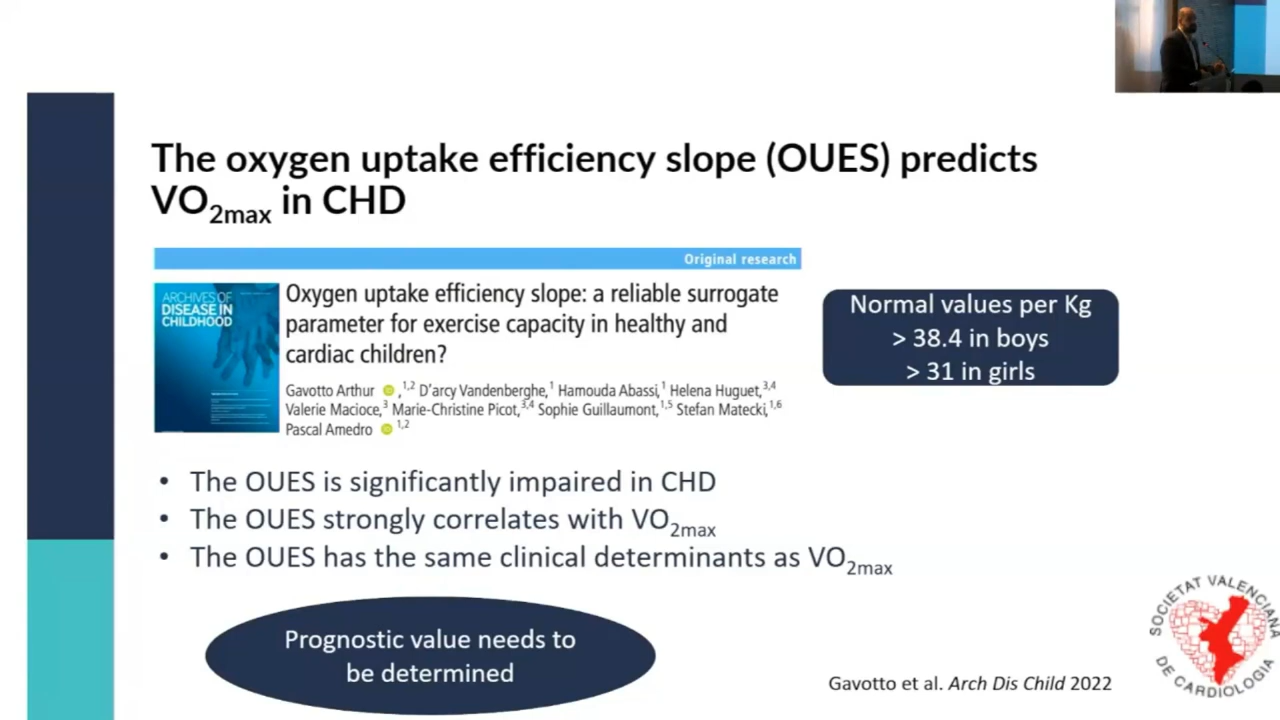 The oxygen uptake efficiency slope (OUES) predicts
VO2max in CHD
Original research
ARCHIVES OF
DISEASE IN
CHILDHOOD
Oxygen uptake efficiency slope: a reliable surrogate
parameter for exercise capacity in healthy and
cardiac children?
Gavotto Arthur ,1,2 D'arcy Vandenberghe,1 Hamouda Abassi,1 Helena Huguet,3,4
Valerie Macioce,3 Marie-Christine Picot,3,4 Sophie Guillaumont,1,5 Stefan Matecki,1,6
Pascal Amedro 1,2
Normal values per Kg
> 38.4 in boys
> 31 in girls
• The OUES is significantly impaired in CHD
• The OUES strongly correlates with VO2max
• The OUES has the same clinical determinants as VO2max
Prognostic value needs to
be determined
Gavotto et al. Arch Dis Child 2022
SOCIETAT VALENCIANA
DE CARDIOLOGIA